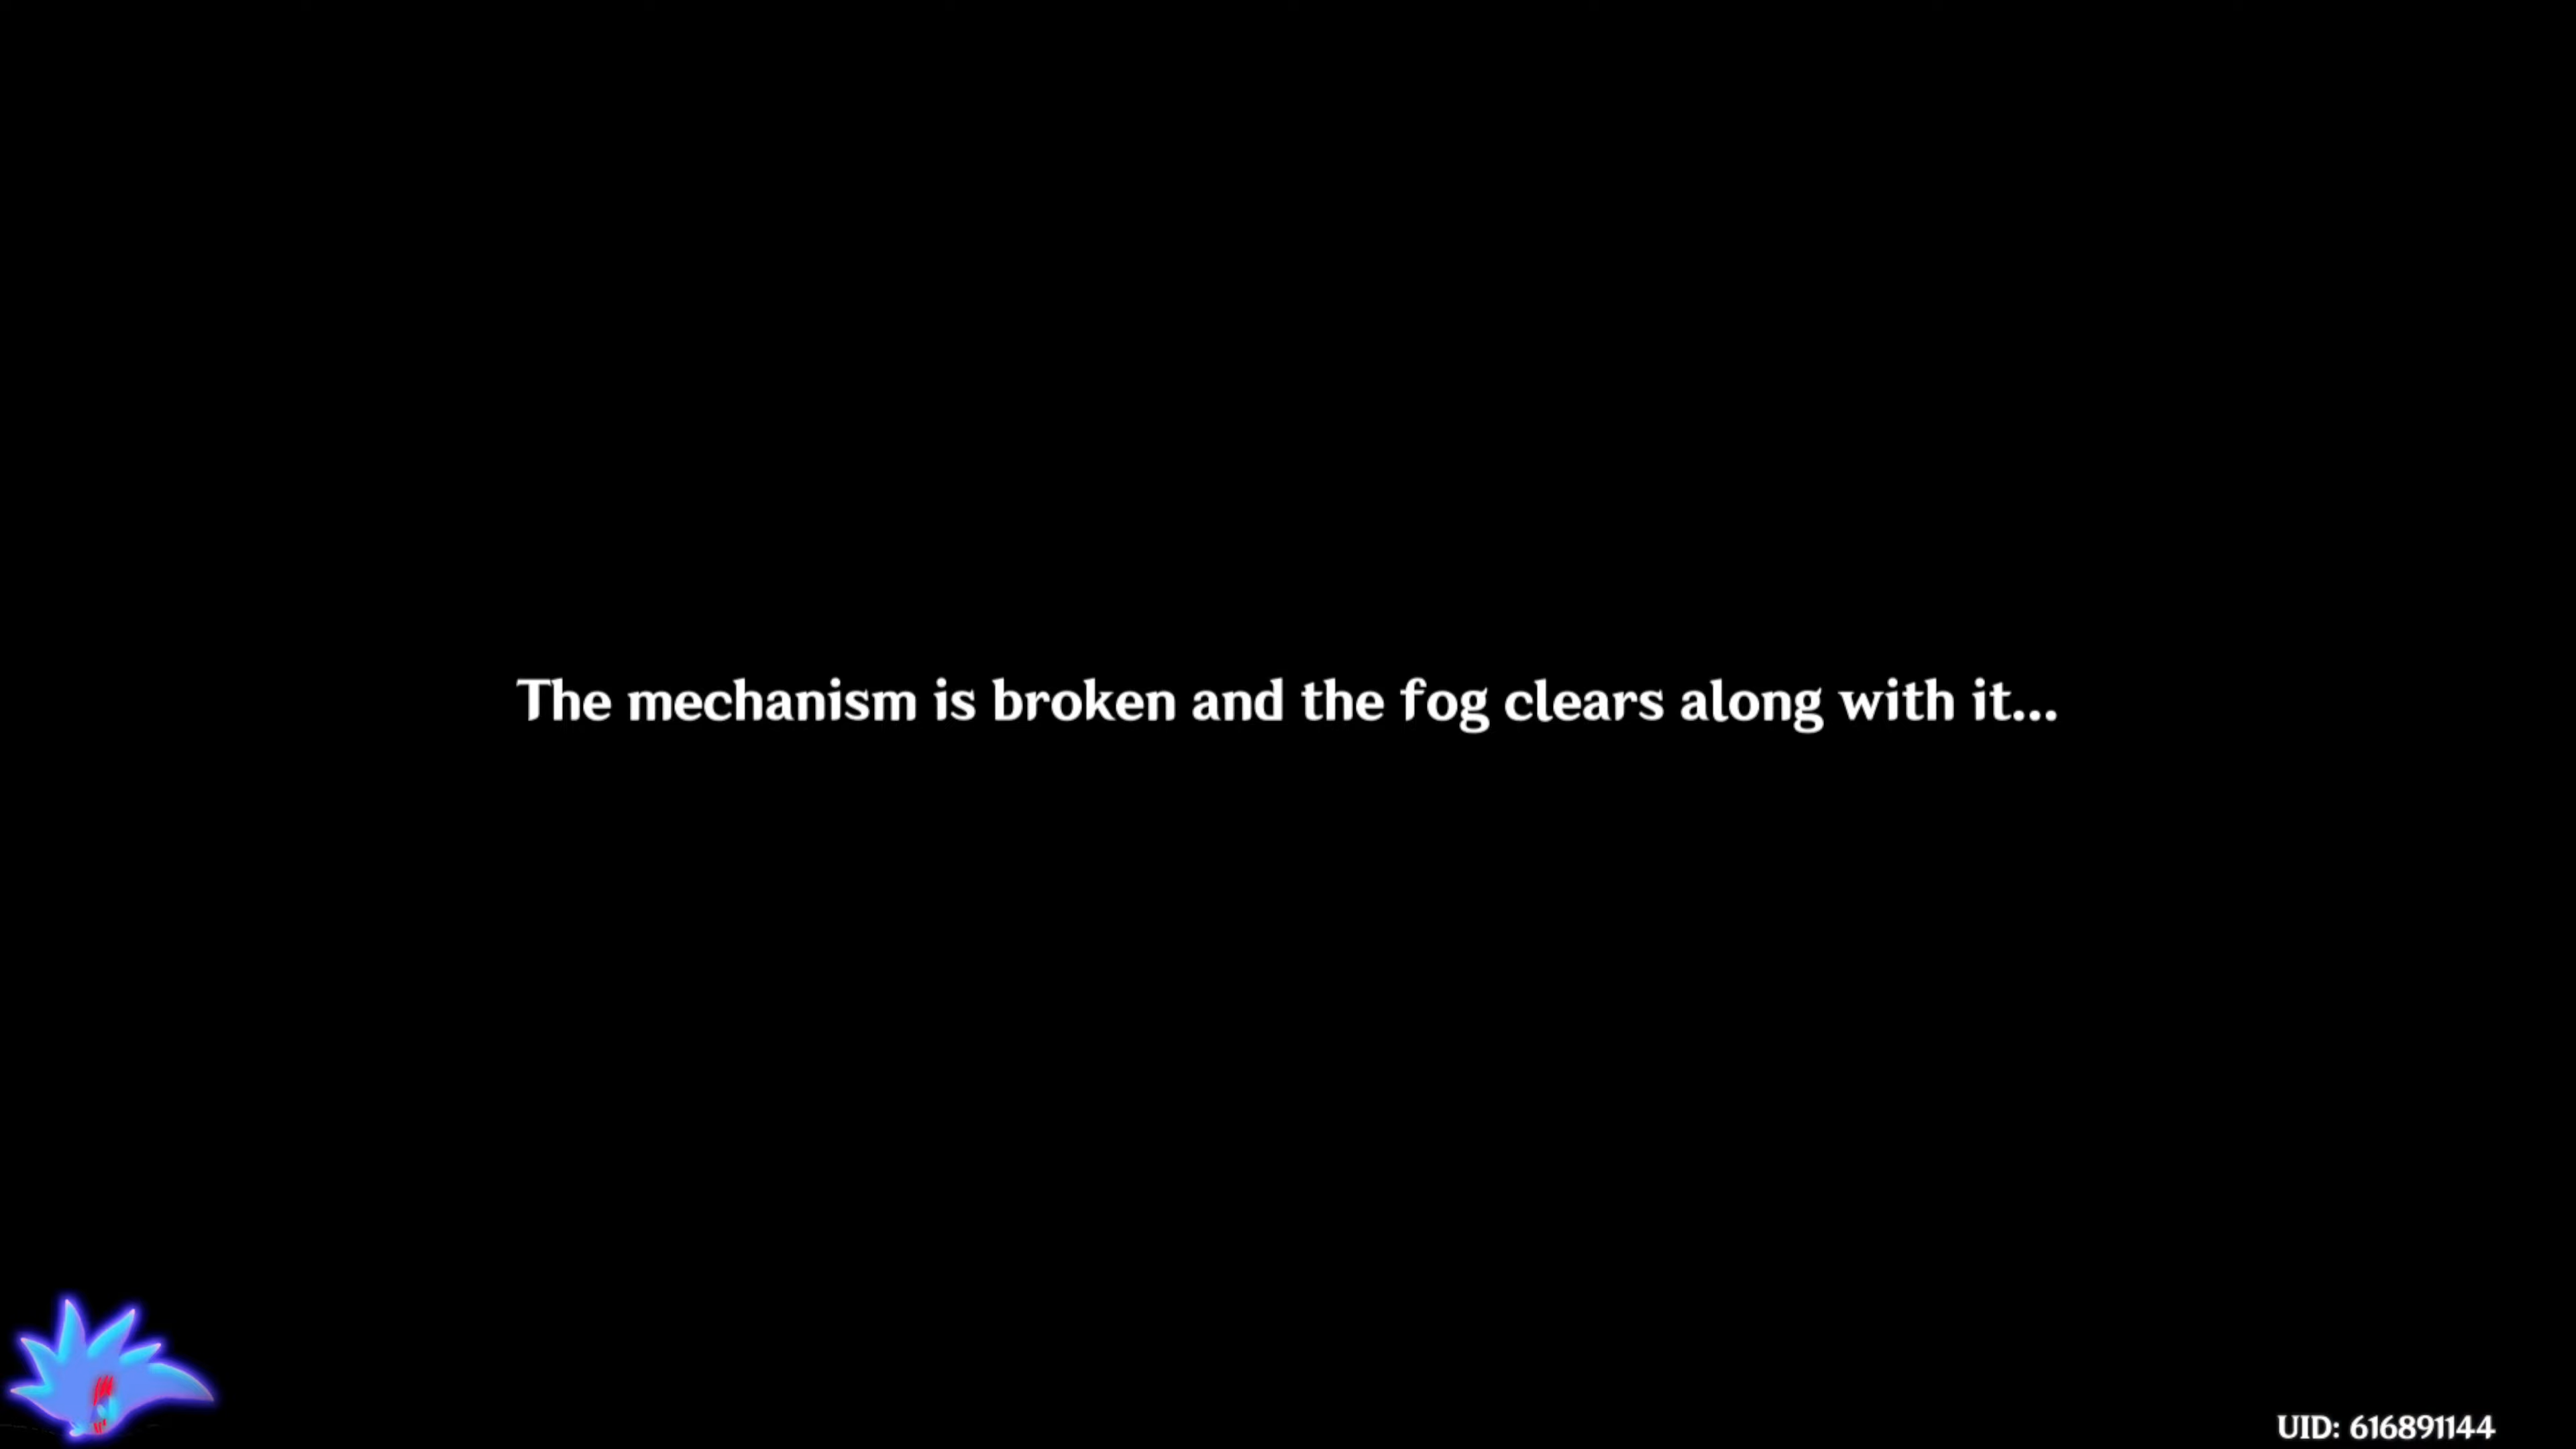 The mechanism is broken and the fog clears along with it...
UID: 616891144